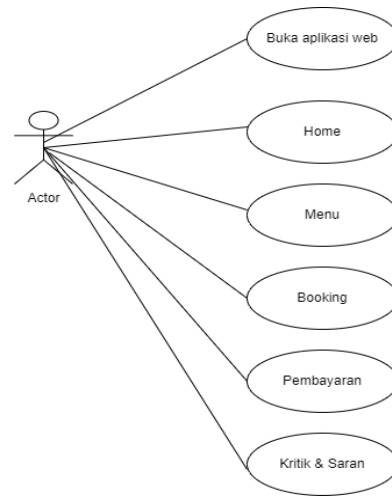 Buka aplikasi web
Home
Actor
Menu
Booking
Pembayaran
Kritik & Saran